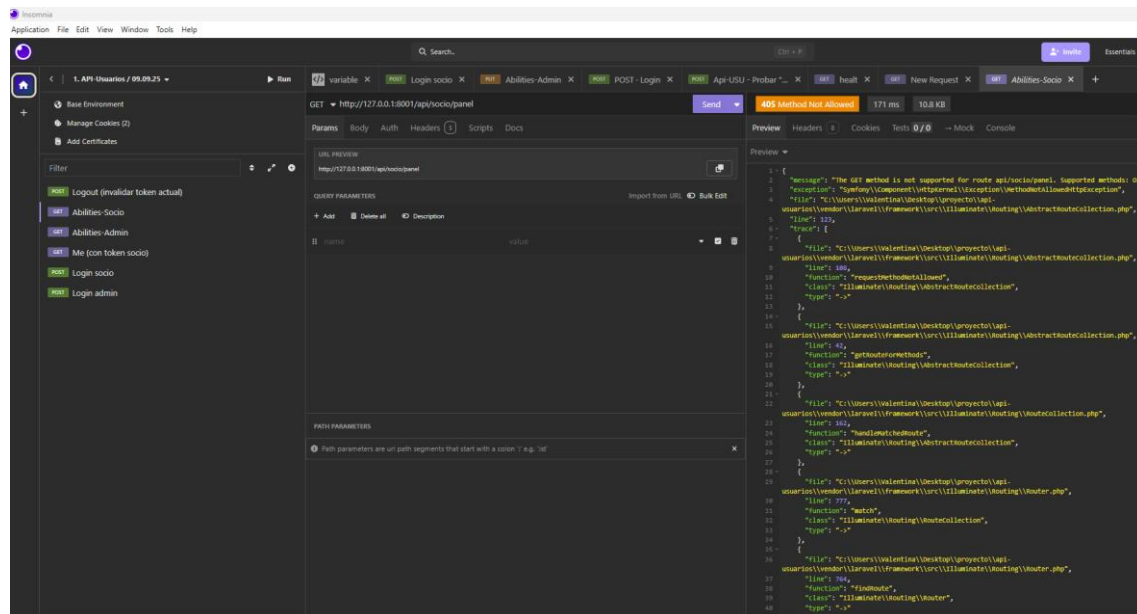 Insomnia
Application File Edit View Window Tools Help
Search.. Ctrl + P Invite Essentials
1. API-Usuarios / 09.09.25 Run
variable POST Login socio PUT Abilities-Admin POST POST - Login POST Api-USU - Probar "... GET healt GET New Request GET Abilities-Socio
Base Environment
Manage Cookies (2)
Add Certificates
Filter
POST Logout (invalidar token actual)
GET Abilities-Socio
GET Abilities-Admin
GET Me (con token socio)
POST Login socio
POST Login admin
GET http://127.0.0.1:8001/api/socio/panel Send
Params Body Auth Headers 5 Scripts Docs
URL PREVIEW
http://127.0.0.1:8001/api/socio/panel
QUERY PARAMETERS Import from URL Bulk Edit
+ Add Delete all Description
name value
PATH PARAMETERS
Path parameters are url path segments that start with a colon ':' e.g. ':id'
405 Method Not Allowed 171 ms 10.8 KB
Preview Headers 8 Cookies Tests 0 / 0 → Mock Console
Preview
1 {
2 "message": "The GET method is not supported for route api/socio/panel. Supported methods:
3 "exception": "Symfony\\Component\\HttpKernel\\Exception\\MethodNotAllowedHttpException",
4 "file": "C:\\Users\\Valentina\\Desktop\\proyecto\\api-
usuarios\\vendor\\laravel\\framework\\src\\Illuminate\\Routing\\AbstractRouteCollection.php",
5 "line": 123,
6 "trace": [
7 {
8 "file": "C:\\Users\\Valentina\\Desktop\\proyecto\\api-
usuarios\\vendor\\laravel\\framework\\src\\Illuminate\\Routing\\AbstractRouteCollection.php",
9 "line": 108,
10 "function": "requestMethodNotAllowed",
11 "class": "Illuminate\\Routing\\AbstractRouteCollection",
12 "type": "->"
13 },
14 {
15 "file": "C:\\Users\\Valentina\\Desktop\\proyecto\\api-
usuarios\\vendor\\laravel\\framework\\src\\Illuminate\\Routing\\AbstractRouteCollection.php",
16 "line": 42,
17 "function": "getRouteForMethods",
18 "class": "Illuminate\\Routing\\AbstractRouteCollection",
19 "type": "->"
20 },
21 {
22 "file": "C:\\Users\\Valentina\\Desktop\\proyecto\\api-
usuarios\\vendor\\laravel\\framework\\src\\Illuminate\\Routing\\RouteCollection.php",
23 "line": 162,
24 "function": "handleMatchedRoute",
25 "class": "Illuminate\\Routing\\AbstractRouteCollection",
26 "type": "->"
27 },
28 {
29 "file": "C:\\Users\\Valentina\\Desktop\\proyecto\\api-
usuarios\\vendor\\laravel\\framework\\src\\Illuminate\\Routing\\Router.php",
30 "line": 777,
31 "function": "match",
32 "class": "Illuminate\\Routing\\RouteCollection",
33 "type": "->"
34 },
35 {
36 "file": "C:\\Users\\Valentina\\Desktop\\proyecto\\api-
usuarios\\vendor\\laravel\\framework\\src\\Illuminate\\Routing\\Router.php",
37 "line": 764,
38 "function": "findRoute",
39 "class": "Illuminate\\Routing\\Router",
40 "type": "->"